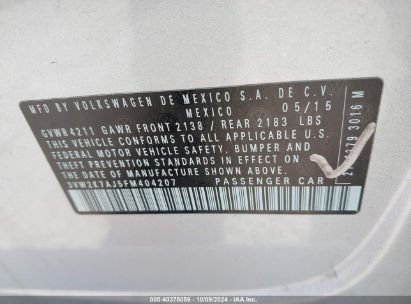 MFD BY VOLKSWAGEN DE MEXICO S.A. DE C.V.
MEXICO 05/15
GVWR 4211 GAWR FRONT 2138 / REAR 2183 LBS
THIS VEHICLE CONFORMS TO ALL APPLICABLE U.S.
FEDERAL MOTOR VEHICLE SAFETY, BUMPER AND
THEFT PREVENTION STANDARDS IN EFFECT ON THE
DATE OF MANUFACTURE SHOWN ABOVE.
3VW2K7AJ5FM404207 PASSENGER CAR
3016 M
100-40378056 - 10/09/2024 - IAA Inc. Copyright